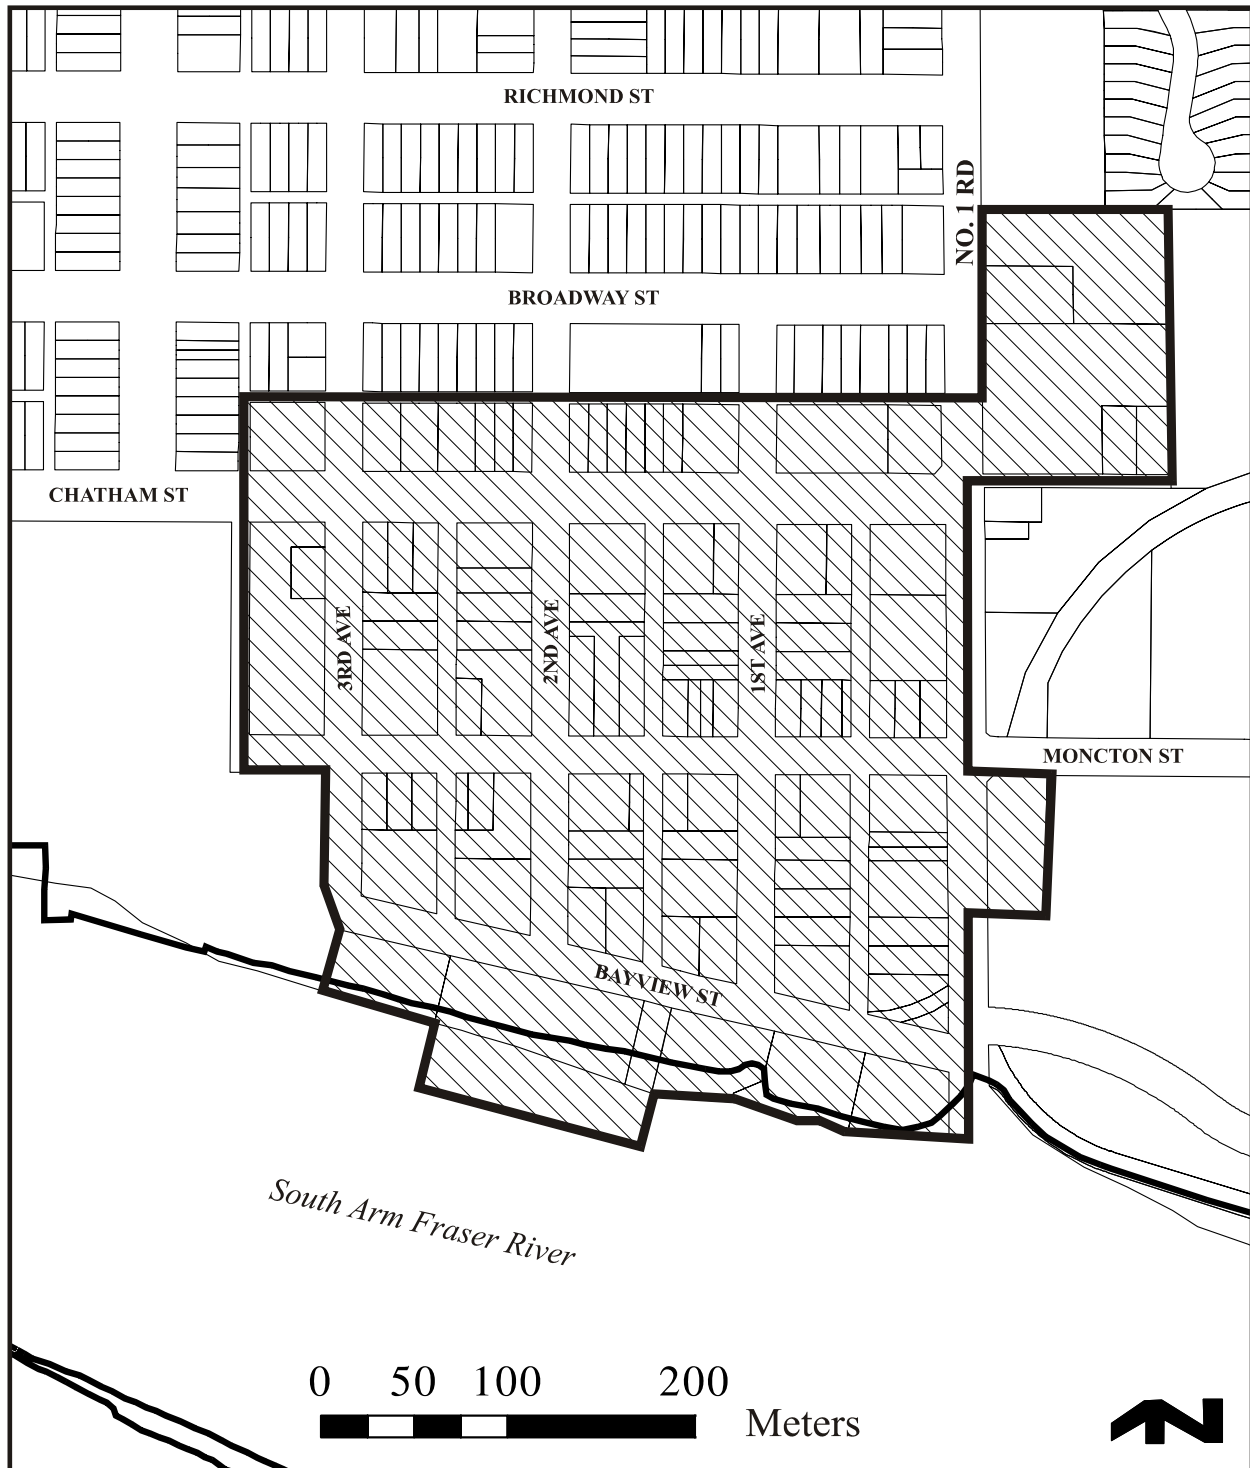 RICHMOND ST
NO. 1 RD
BROADWAY ST
CHATHAM ST
3RD AVE
2ND AVE
1ST AVE
MONCTON ST
BAYVIEW ST
South Arm Fraser River
0 50 100 200
Meters
N